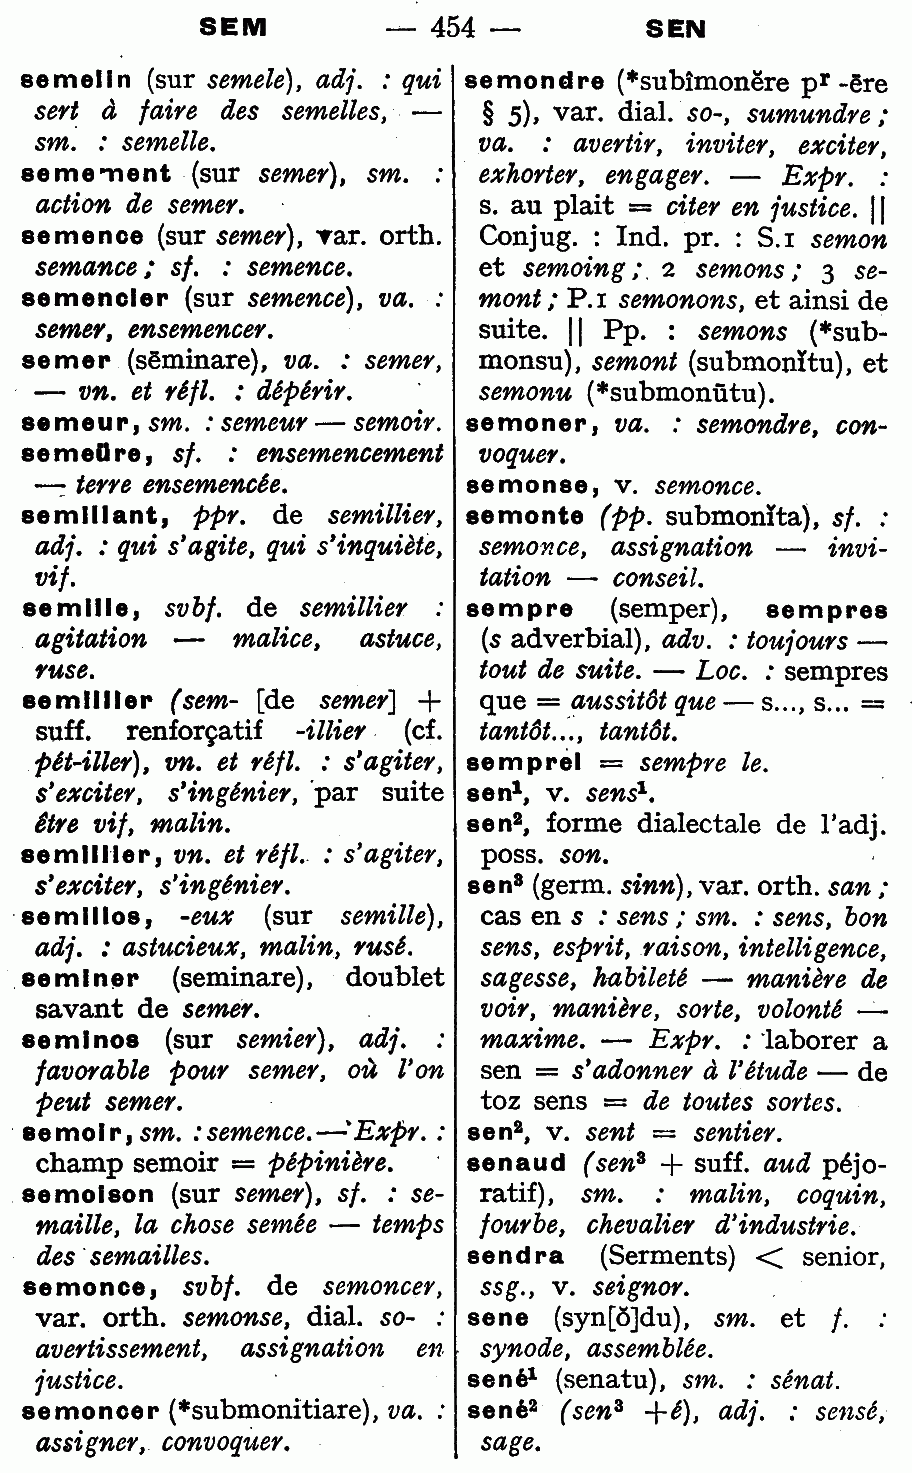 SEM — 454 — SEN
semelin (sur semele), adj. : qui
sert à faire des semelles, —
sm. : semelle.
semement (sur semer), sm. :
action de semer.
semence (sur semer), var. orth.
semance ; sf. : semence.
semencier (sur semence), va. :
semer, ensemencer.
semer (sēminare), va. : semer,
— vn. et réfl. : dépérir.
semeur, sm. : semeur — semoir.
semeüre, sf. : ensemencement
— terre ensemencée.
semillant, ppr. de semillier,
adj. : qui s'agite, qui s'inquiète,
vif.
semille, svbf. de semillier :
agitation — malice, astuce,
ruse.
semillier (sem- [de semer] +
suff. renforçatif -illier (cf.
pét-iller), vn. et réfl. : s'agiter,
s'exciter, s'ingénier, par suite
être vif, malin.
semillier, vn. et réfl. : s'agiter,
s'exciter, s'ingénier.
semillos, -eux (sur semille),
adj. : astucieux, malin, rusé.
seminer (seminare), doublet
savant de semer.
seminos (sur semier), adj. :
favorable pour semer, où l'on
peut semer.
semoir, sm. : semence. — Expr. :
champ semoir = pépinière.
semoison (sur semer), sf. : se-
maille, la chose semée — temps
des semailles.
semonce, svbf. de semoncer,
var. orth. semonse, dial. so- :
avertissement, assignation en
justice.
semoncer (*submonitiare), va. :
assigner, convoquer.
semondre (*subîmonĕre pʳ -ēre
§ 5), var. dial. so-, sumundre ;
va. : avertir, inviter, exciter,
exhorter, engager. — Expr. :
s. au plait = citer en justice. ||
Conjug. : Ind. pr. : S.1 semon
et semoing ; 2 semons ; 3 se-
mont ; P.1 semonons, et ainsi de
suite. || Pp. : semons (*sub-
monsu), semont (submonĭtu), et
semonu (*submonūtu).
semoner, va. : semondre, con-
voquer.
semonse, v. semonce.
semonte (pp. submonĭta), sf. :
semonce, assignation — invi-
tation — conseil.
sempre (semper), sempres
(s adverbial), adv. : toujours —
tout de suite. — Loc. : sempres
que = aussitôt que — s..., s... =
tantôt..., tantôt.
semprel = sempre le.
sen¹, v. sens¹.
sen², forme dialectale de l'adj.
poss. son.
sen³ (germ. sinn), var. orth. san ;
cas en s : sens ; sm. : sens, bon
sens, esprit, raison, intelligence,
sagesse, habileté — manière de
voir, manière, sorte, volonté —
maxime. — Expr. : laborer a
sen = s'adonner à l'étude — de
toz sens = de toutes sortes.
sen², v. sent = sentier.
senaud (sen³ + suff. aud péjo-
ratif), sm. : malin, coquin,
fourbe, chevalier d'industrie.
sendra (Serments) < senior,
ssg., v. seignor.
sene (syn[ŏ]du), sm. et f. :
synode, assemblée.
sené¹ (senatu), sm. : sénat.
sené² (sen³ +é), adj. : sensé,
sage.